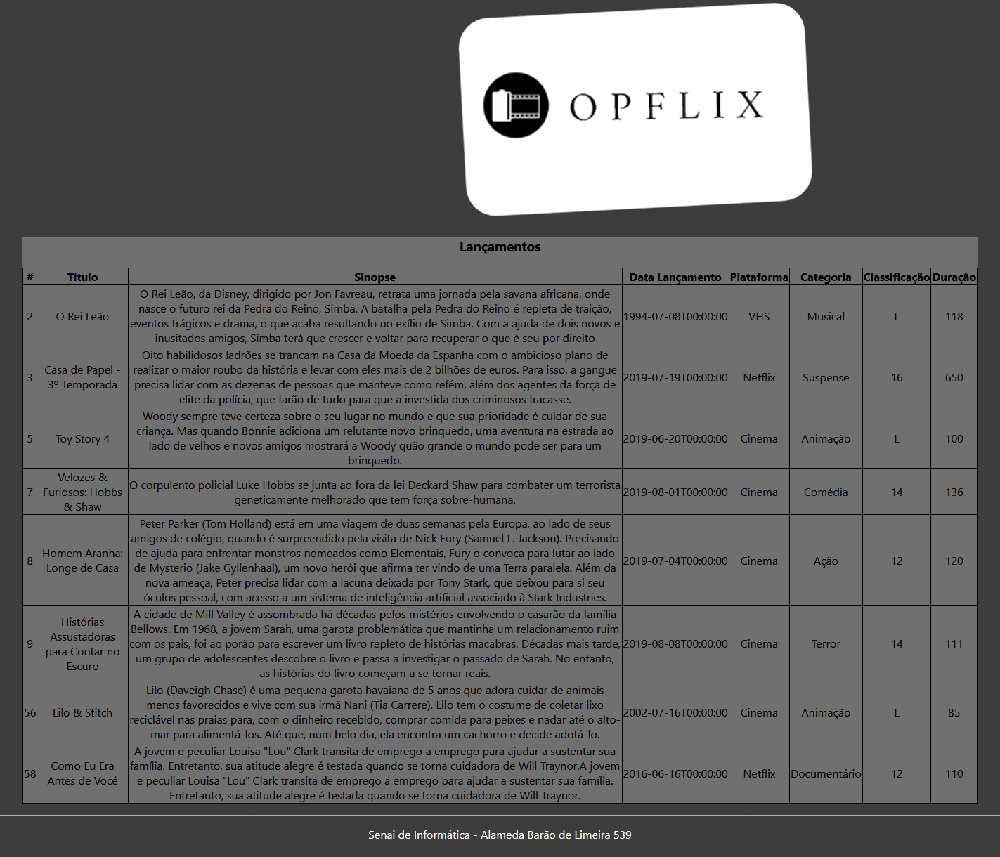 OPFLIX
Lançamentos
# Título Sinopse Data Lançamento Plataforma Categoria Classificação Duração
2 O Rei Leão O Rei Leão, da Disney, dirigido por Jon Favreau, retrata uma jornada pela savana africana, onde
nasce o futuro rei da Pedra do Reino, Simba. A batalha pela Pedra do Reino é repleta de traição,
eventos trágicos e drama, o que acaba resultando no exílio de Simba. Com a ajuda de dois novos e
inusitados amigos, Simba terá que crescer e voltar para recuperar o que é seu por direito
1994-07-08T00:00:00 VHS Musical L 118
3 Casa de Papel -
3º Temporada
Oito habilidosos ladrões se trancam na Casa da Moeda da Espanha com o ambicioso plano de
realizar o maior roubo da história e levar com eles mais de 2 bilhões de euros. Para isso, a gangue
precisa lidar com as dezenas de pessoas que manteve como refém, além dos agentes da força de
elite da polícia, que farão de tudo para que a investida dos criminosos fracasse.
2019-07-19T00:00:00 Netflix Suspense 16 650
5 Toy Story 4
Woody sempre teve certeza sobre o seu lugar no mundo e que sua prioridade é cuidar de sua
criança. Mas quando Bonnie adiciona um relutante novo brinquedo, uma aventura na estrada ao
lado de velhos e novos amigos mostrará a Woody quão grande o mundo pode ser para um
brinquedo.
2019-06-20T00:00:00 Cinema Animação L 100
7 Velozes &
Furiosos: Hobbs
& Shaw
O corpulento policial Luke Hobbs se junta ao fora da lei Deckard Shaw para combater um terrorista
geneticamente melhorado que tem força sobre-humana.
2019-08-01T00:00:00 Cinema Comédia 14 136
8 Homem Aranha:
Longe de Casa
Peter Parker (Tom Holland) está em uma viagem de duas semanas pela Europa, ao lado de seus
amigos de colégio, quando é surpreendido pela visita de Nick Fury (Samuel L. Jackson). Precisando
de ajuda para enfrentar monstros nomeados como Elementais, Fury o convoca para lutar ao lado
de Mysterio (Jake Gyllenhaal), um novo herói que afirma ter vindo de uma Terra paralela. Além da
nova ameaça, Peter precisa lidar com a lacuna deixada por Tony Stark, que deixou para si seu
óculos pessoal, com acesso a um sistema de inteligência artificial associado à Stark Industries.
2019-07-04T00:00:00 Cinema Ação 12 120
9 Histórias
Assustadoras
para Contar no
Escuro
A cidade de Mill Valley é assombrada há décadas pelos mistérios envolvendo o casarão da família
Bellows. Em 1968, a jovem Sarah, uma garota problemática que mantinha um relacionamento ruim
com os pais, foi ao porão para escrever um livro repleto de histórias macabras. Décadas mais tarde,
um grupo de adolescentes descobre o livro e passa a investigar o passado de Sarah. No entanto,
as histórias do livro começam a se tornar reais.
2019-08-08T00:00:00 Cinema Terror 14 111
56 Lilo & Stitch
Lilo (Daveigh Chase) é uma pequena garota havaiana de 5 anos que adora cuidar de animais
menos favorecidos e vive com sua irmã Nani (Tia Carrere). Lilo tem o costume de coletar lixo
reciclável nas praias para, com o dinheiro recebido, comprar comida para peixes e nadar até o alto-
mar para alimentá-los. Até que, num belo dia, ela encontra um cachorro e decide adotá-lo.
2002-07-16T00:00:00 Cinema Animação L 85
58 Como Eu Era
Antes de Você
A jovem e peculiar Louisa "Lou" Clark transita de emprego a emprego para ajudar a sustentar sua
família. Entretanto, sua atitude alegre é testada quando se torna cuidadora de Will Traynor.A jovem
e peculiar Louisa "Lou" Clark transita de emprego a emprego para ajudar a sustentar sua família.
Entretanto, sua atitude alegre é testada quando se torna cuidadora de Will Traynor.
2016-06-16T00:00:00 Netflix Documentário 12 110
Senai de Informática - Alameda Barão de Limeira 539